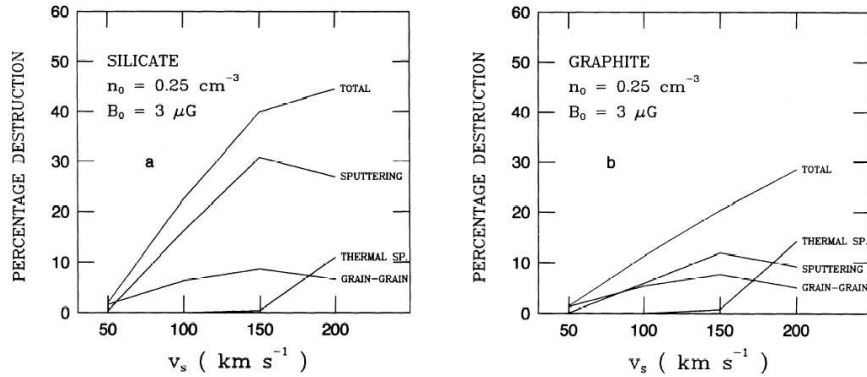 PERCENTAGE DESTRUCTION
60
50
40
30
20
10
0
SILICATE
n₀ = 0.25 cm⁻³
B₀ = 3 μG
a
TOTAL
SPUTTERING
THERMAL SP.
GRAIN-GRAIN
50
100
150
200
vₛ ( km s⁻¹
PERCENTAGE DESTRUCTION
60
50
40
30
20
10
0
GRAPHITE
n₀ = 0.25 cm⁻³
B₀ = 3 μG
b
TOTAL
THERMAL SP.
SPUTTERING
GRAIN-GRAIN
50
100
150
200
vₛ ( km s⁻¹